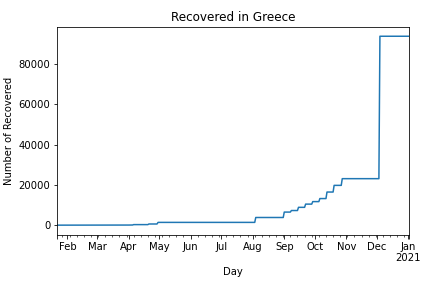 Recovered in Greece
Number of Recovered
80000
60000
40000
20000
0
Feb Mar Apr May Jun Jul Aug Sep Oct Nov Dec Jan
2021
Day